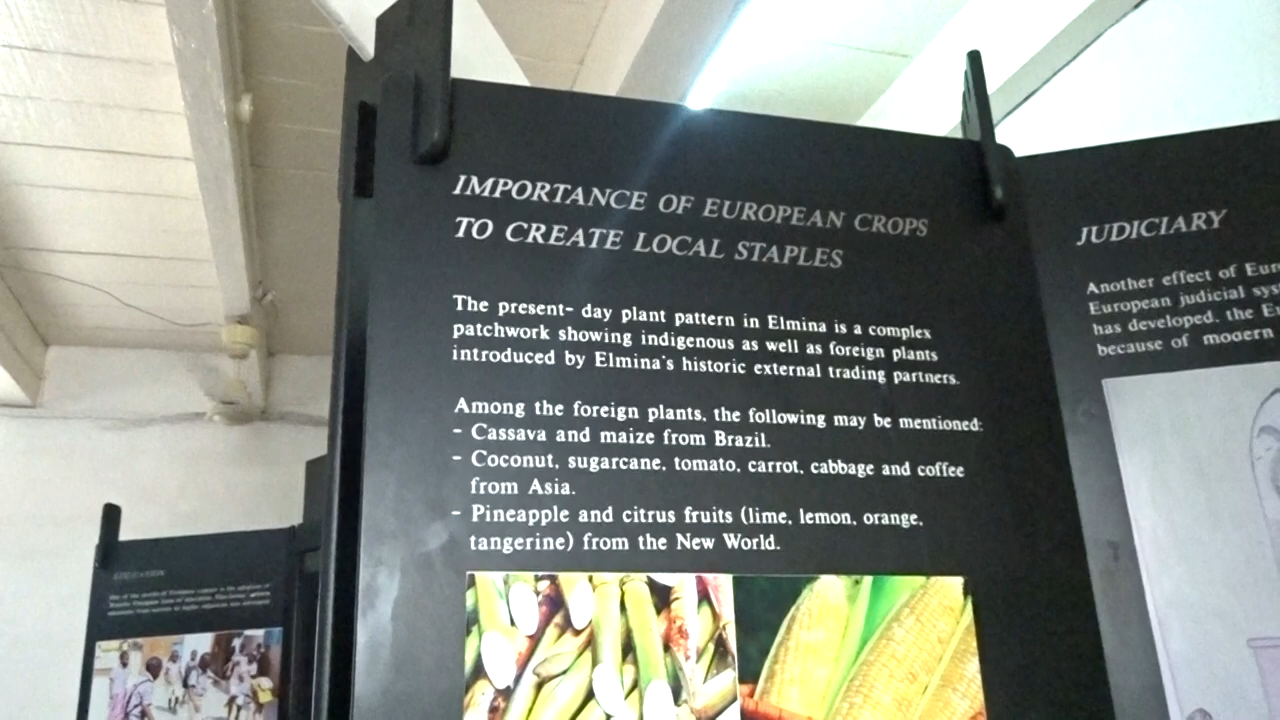 IMPORTANCE OF EUROPEAN CROPS
TO CREATE LOCAL STAPLES
The present- day plant pattern in Elmina is a complex
patchwork showing indigenous as well as foreign plants
introduced by Elmina's historic external trading partners.
Among the foreign plants, the following may be mentioned:
- Cassava and maize from Brazil.
- Coconut, sugarcane, tomato, carrot, cabbage and coffee
from Asia.
- Pineapple and citrus fruits (lime, lemon, orange,
tangerine) from the New World.
JUDICIARY
Another effect of
European judicial
has developed, the
because of modern